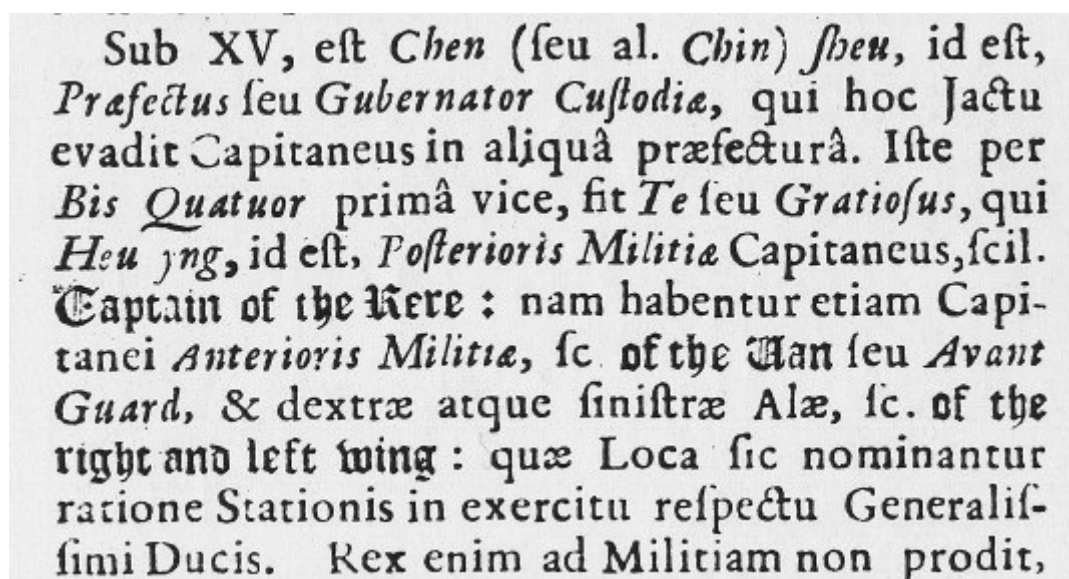 Sub XV, eſt Chen (ſeu al. Chin) ſheu, id eſt,
Præfectus ſeu Gubernator Cuſtodiæ, qui hoc Jactu
evadit Capitaneus in aliquâ præfecturâ. Iſte per
Bis Quatuor primâ vice, fit Te ſeu Gratioſus, qui
Heu yng, id eſt, Poſterioris Militiæ Capitaneus, ſcil.
Captain of the Rere : nam habentur etiam Capi-
tanei Anterioris Militiæ, ſc. of the Van ſeu Avant
Guard, & dextræ atque ſiniſtræ Alæ, ſc. of the
right and left wing : quæ Loca ſic nominantur
ratione Stationis in exercitu reſpectu Generaliſ-
ſimi Ducis. Rex enim ad Militiam non prodit,